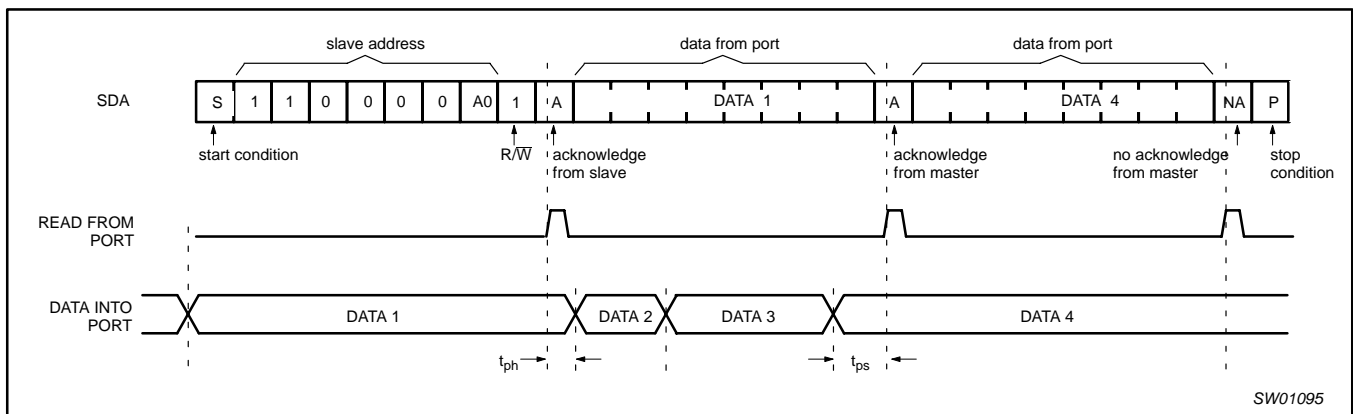 slave address data from port data from port
SDA S 1 1 0 0 0 0 A0 1 A DATA 1 A DATA 4 NA P
start condition R/W̅ acknowledge from slave acknowledge from master no acknowledge from master stop condition
READ FROM PORT
DATA INTO PORT DATA 1 DATA 2 DATA 3 DATA 4
tph tps
SW01095